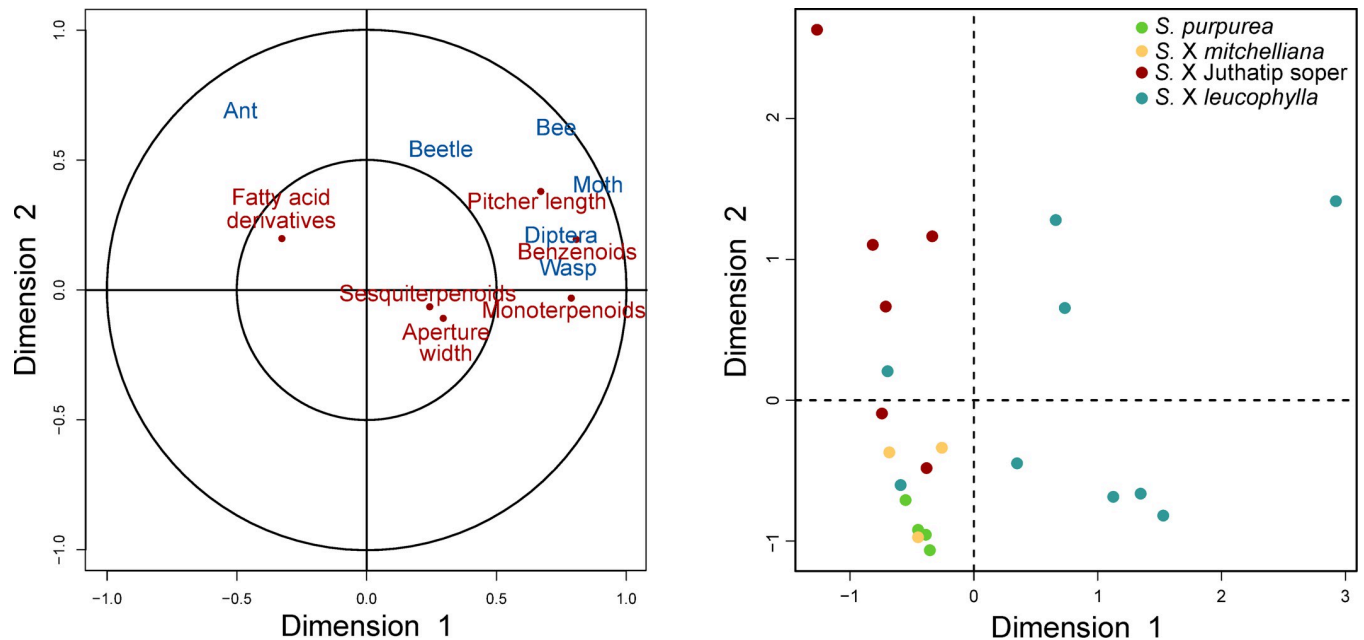 1.0
0.5
0.0
−0.5
−1.0
Dimension 2
Ant
Bee
Beetle
Moth
Fatty acid
derivatives
Pitcher length
Diptera
Benzenoids
Wasp
Sesquiterpenoids
Monoterpenoids
Aperture
width
−1.0 −0.5 0.0 0.5 1.0
Dimension 1
S. purpurea
S. X mitchelliana
S. X Juthatip soper
S. X leucophylla
2
1
0
−1
Dimension 2
−1 0 1 2 3
Dimension 1